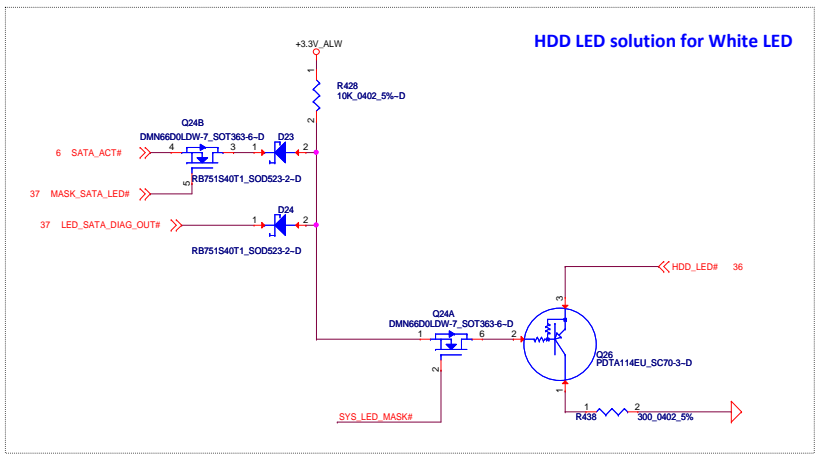 HDD LED solution for White LED
+3.3V_ALW
1
R428
10K_0402_5%~D
2
Q24B
DMN66D0LDW-7_SOT363-6~D
D23
6 SATA_ACT#
4
3
1
2
RB751S40T1_SOD523-2~D
5
37 MASK_SATA_LED#
D24
37 LED_SATA_DIAG_OUT#
1
2
RB751S40T1_SOD523-2~D
HDD_LED# 36
3
Q24A
DMN66D0LDW-7_SOT363-6~D
1
6
2
2
Q26
PDTA114EU_SC70-3~D
1
SYS_LED_MASK#
1
2
R438
300_0402_5%